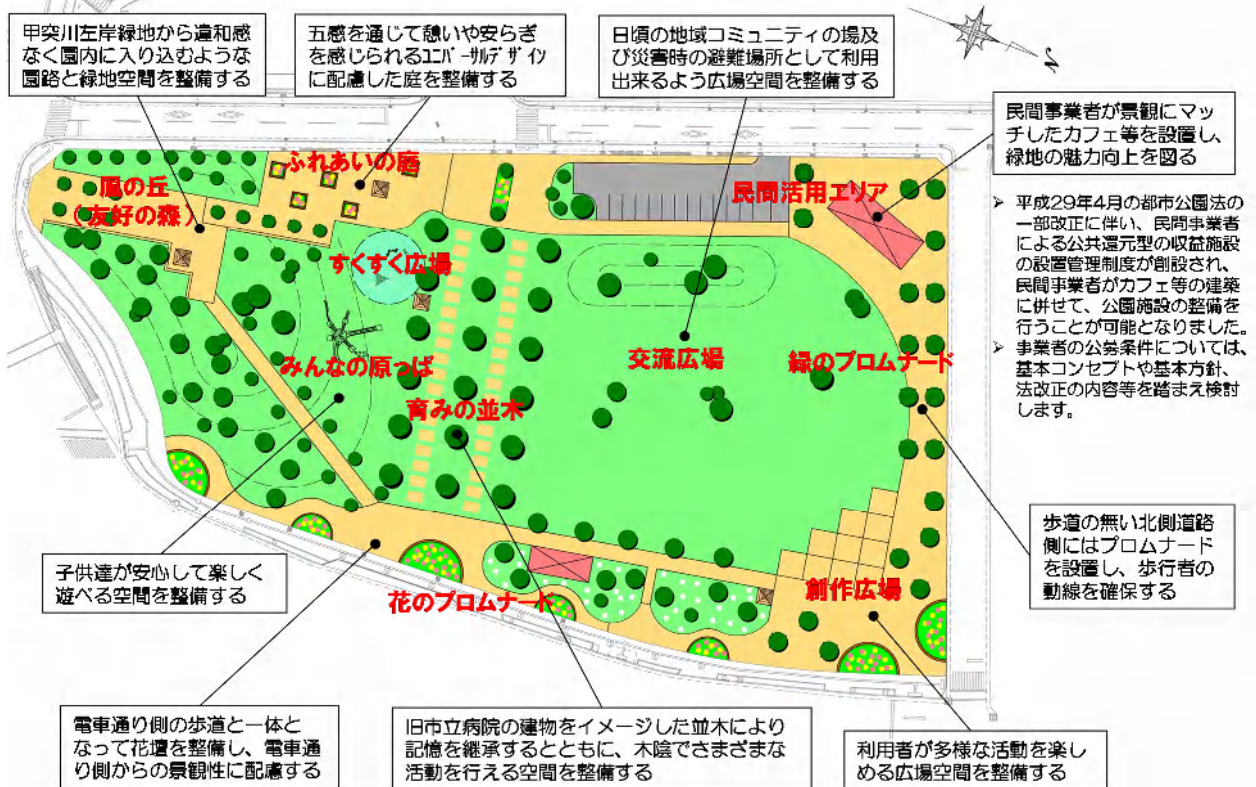 甲突川左岸緑地から違和感
なく園内に入り込むような
園路と緑地空間を整備する
五感を通じて憩いや安らぎ
を感じられるユニバーサルデザイン
に配慮した庭を整備する
日頃の地域コミュニティの場及
び災害時の避難場所として利用
出来るよう広場空間を整備する
N
民間事業者が景観にマッ
チしたカフェ等を設置し、
緑地の魅力向上を図る
ふれあいの庭
風の丘
(友好の森)
民間活用エリア
➢ 平成29年4月の都市公園法の
一部改正に伴い、民間事業者
による公共還元型の収益施設
の設置管理制度が創設され、
民間事業者がカフェ等の建築
に併せて、公園施設の整備を
行うことが可能となりました。
➢ 事業者の公募条件については、
基本コンセプトや基本方針、
法改正の内容等を踏まえ検討
します。
すくすく広場
みんなの原っぱ
交流広場
緑のプロムナード
育みの並木
歩道の無い北側道路
側にはプロムナード
を設置し、歩行者の
動線を確保する
子供達が安心して楽しく
遊べる空間を整備する
花のプロムナード
創作広場
電車通り側の歩道と一体と
なって花壇を整備し、電車通
り側からの景観性に配慮する
旧市立病院の建物をイメージした並木により
記憶を継承するとともに、木陰でさまざまな
活動を行える空間を整備する
利用者が多様な活動を楽し
める広場空間を整備する